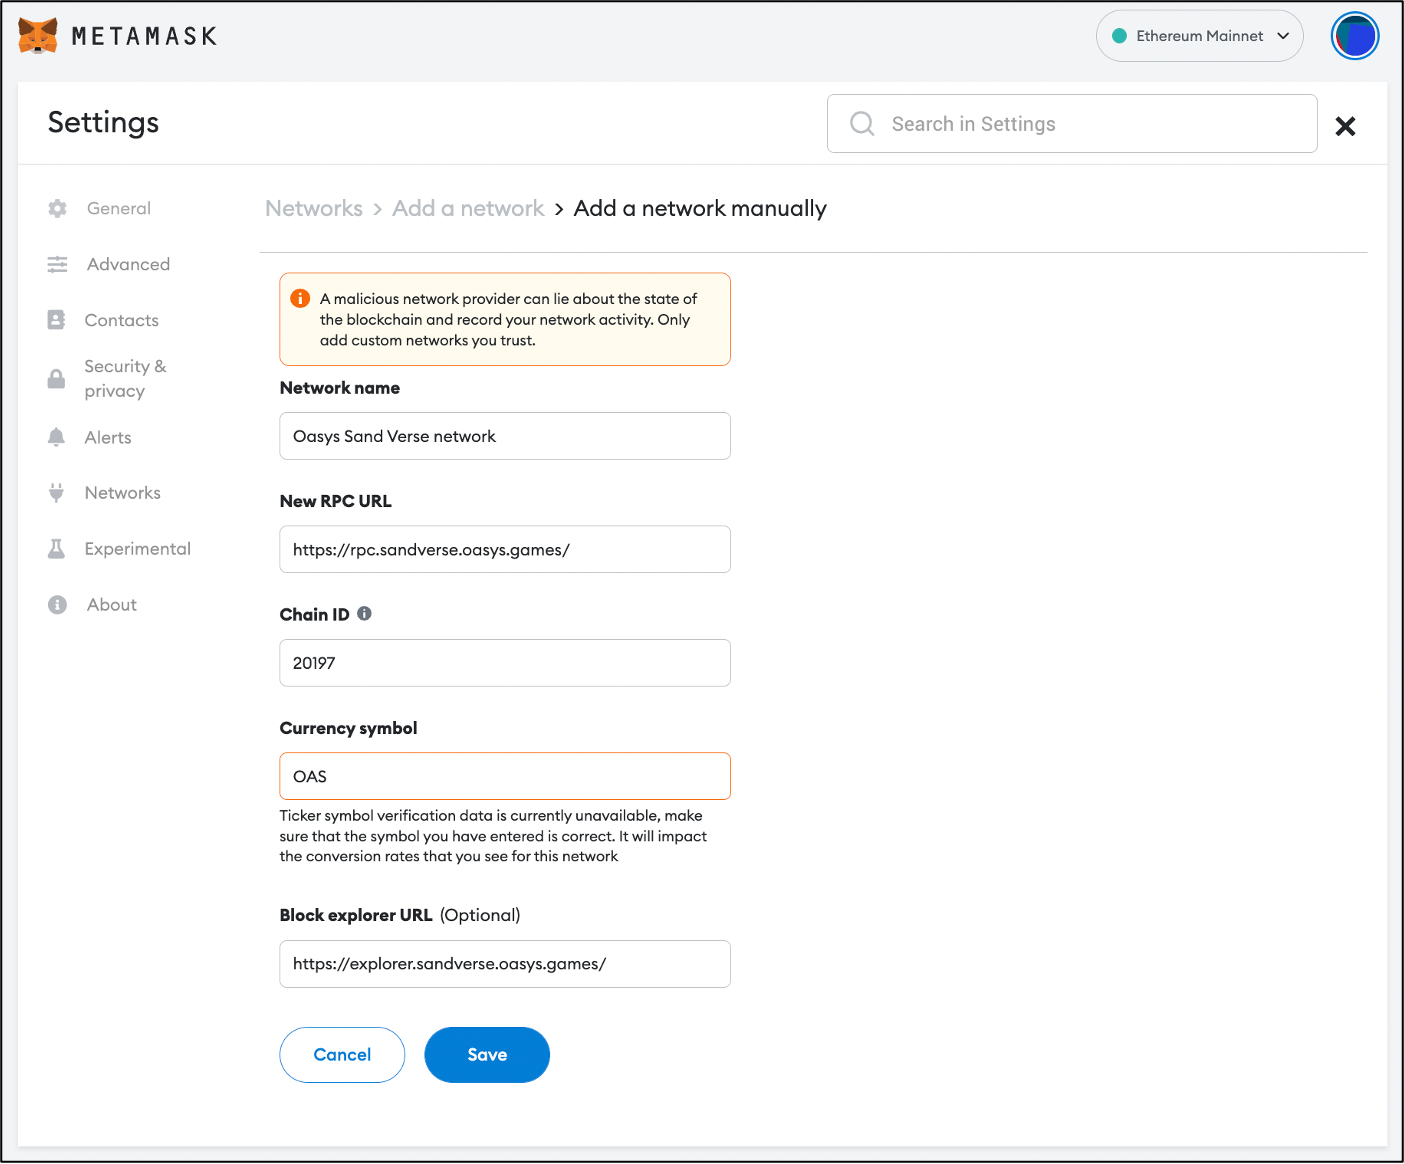 METAMASK
Ethereum Mainnet
Settings
Search in Settings
General
Advanced
Contacts
Security &
privacy
Alerts
Networks
Experimental
About
Networks > Add a network > Add a network manually
A malicious network provider can lie about the state of
the blockchain and record your network activity. Only
add custom networks you trust.
Network name
Oasys Sand Verse network
New RPC URL
https://rpc.sandverse.oasys.games/
Chain ID
20197
Currency symbol
OAS
Ticker symbol verification data is currently unavailable, make
sure that the symbol you have entered is correct. It will impact
the conversion rates that you see for this network
Block explorer URL (Optional)
https://explorer.sandverse.oasys.games/
Cancel
Save